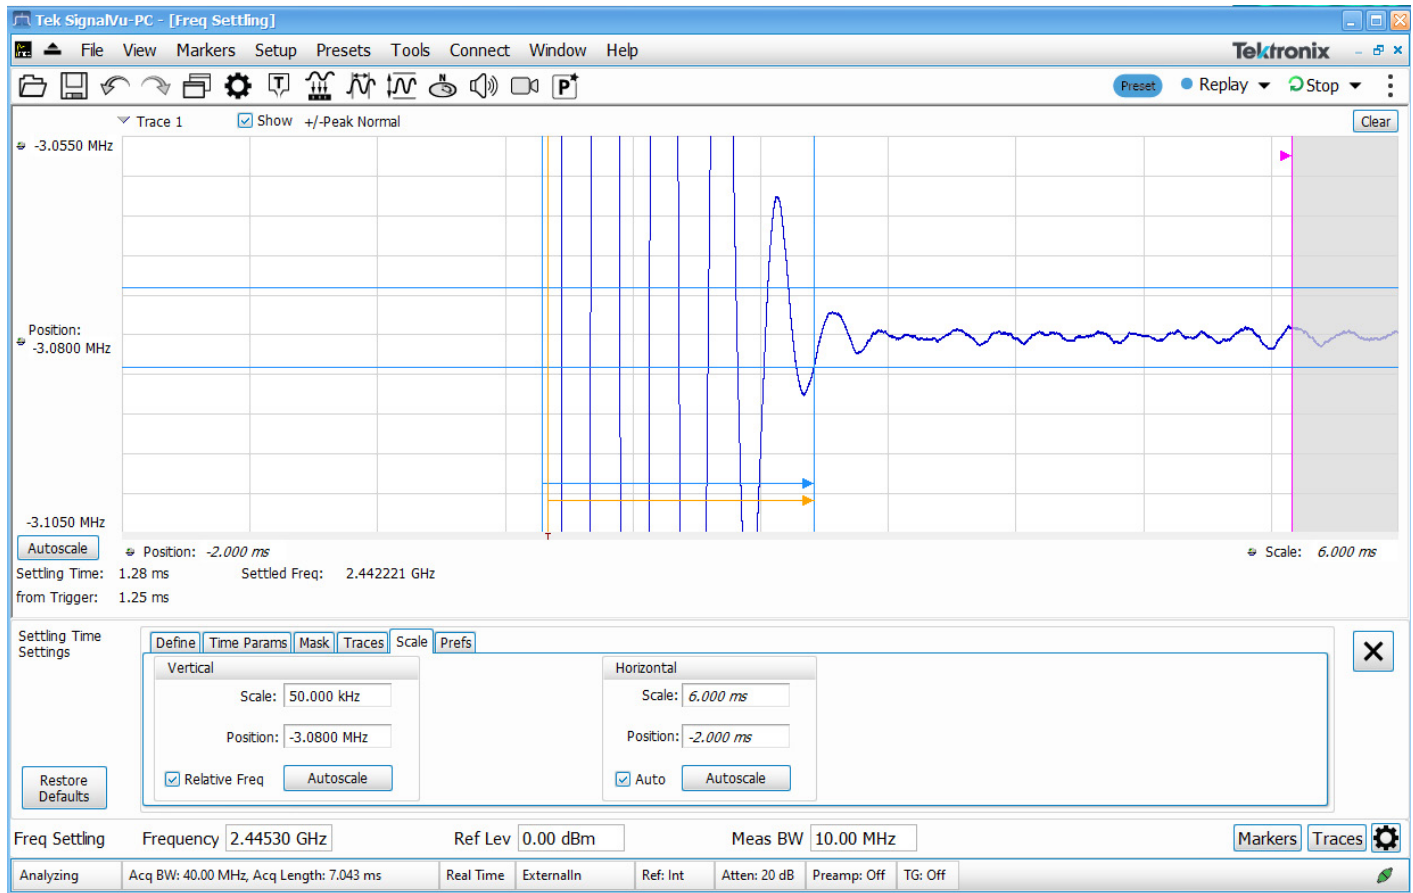 Tek SignalVu-PC - [Freq Settling]
File View Markers Setup Presets Tools Connect Window Help Tektronix
T N P Preset Replay Stop
Trace 1 Show +/-Peak Normal Clear
-3.0550 MHz
Position:
-3.0800 MHz
-3.1050 MHz
T
Autoscale Position: -2.000 ms Scale: 6.000 ms
Settling Time: 1.28 ms Settled Freq: 2.442221 GHz
from Trigger: 1.25 ms
Settling Time
Settings
Define Time Params Mask Traces Scale Prefs
Vertical Horizontal
Scale: 50.000 kHz Scale: 6.000 ms
Position: -3.0800 MHz Position: -2.000 ms
Relative Freq Autoscale Auto Autoscale
Restore
Defaults
Freq Settling Frequency 2.44530 GHz Ref Lev 0.00 dBm Meas BW 10.00 MHz Markers Traces
Analyzing Acq BW: 40.00 MHz, Acq Length: 7.043 ms Real Time ExternalIn Ref: Int Atten: 20 dB Preamp: Off TG: Off